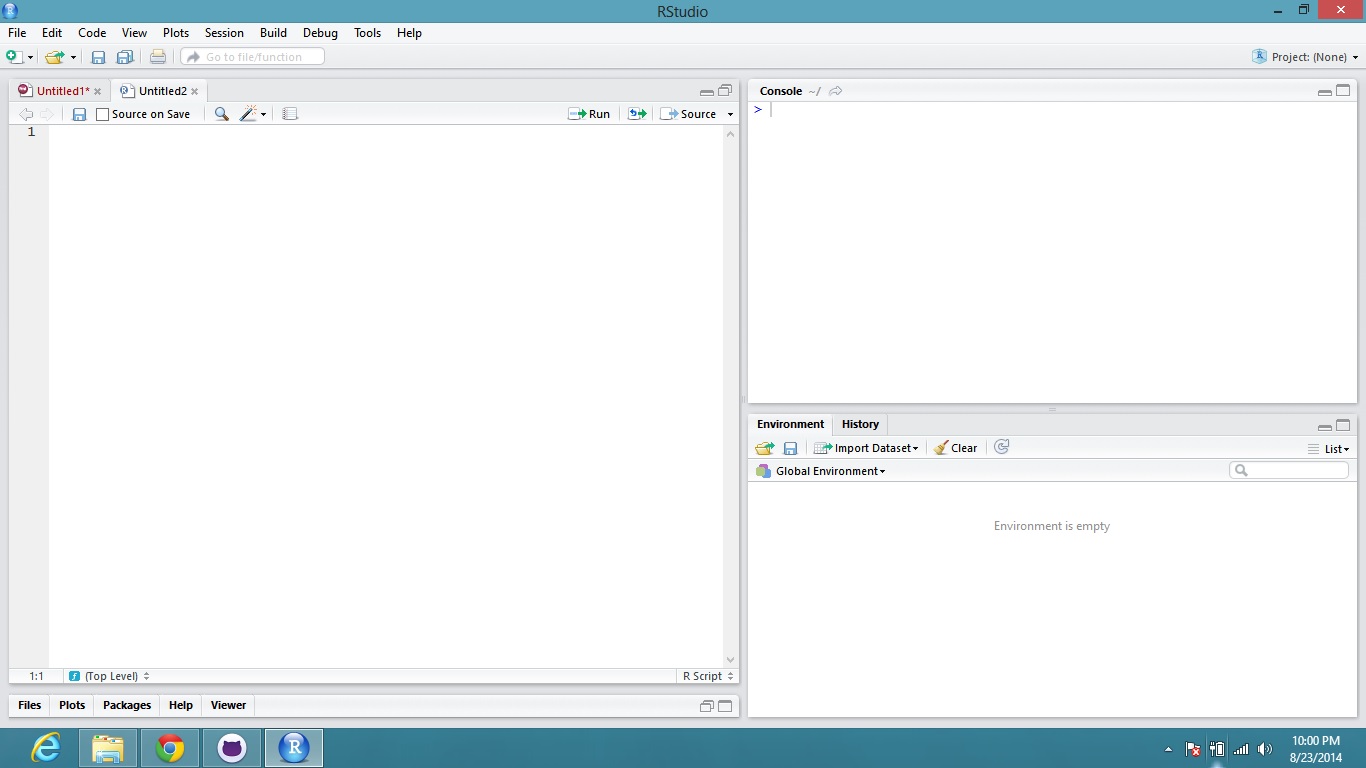 RStudio
File Edit Code View Plots Session Build Debug Tools Help
Go to file/function Project: (None)
Untitled1* Untitled2
Source on Save Run Source
1
1:1 (Top Level) R Script
Files Plots Packages Help Viewer
Console ~/
>
Environment History
Import Dataset Clear List
Global Environment
Environment is empty
10:00 PM
8/23/2014